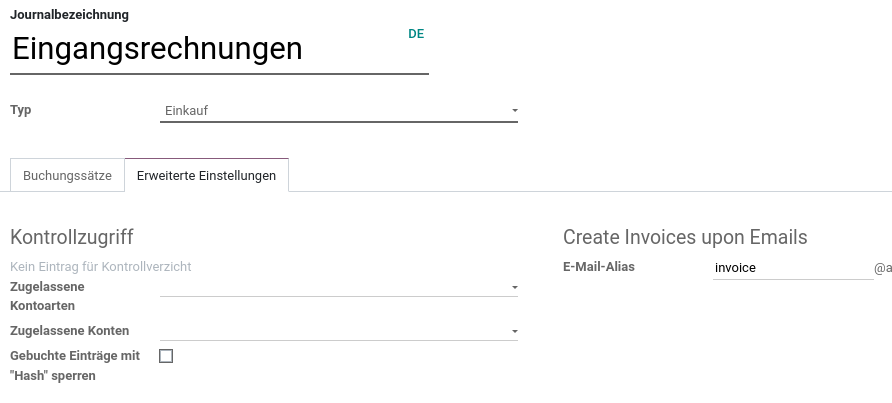 Journalbezeichnung
Eingangsrechnungen DE
Typ Einkauf
Buchungssätze Erweiterte Einstellungen
Kontrollzugriff Create Invoices upon Emails
Kein Eintrag für Kontrollverzicht E-Mail-Alias invoice @a
Zugelassene
Kontoarten
Zugelassene Konten
Gebuchte Einträge mit
"Hash" sperren